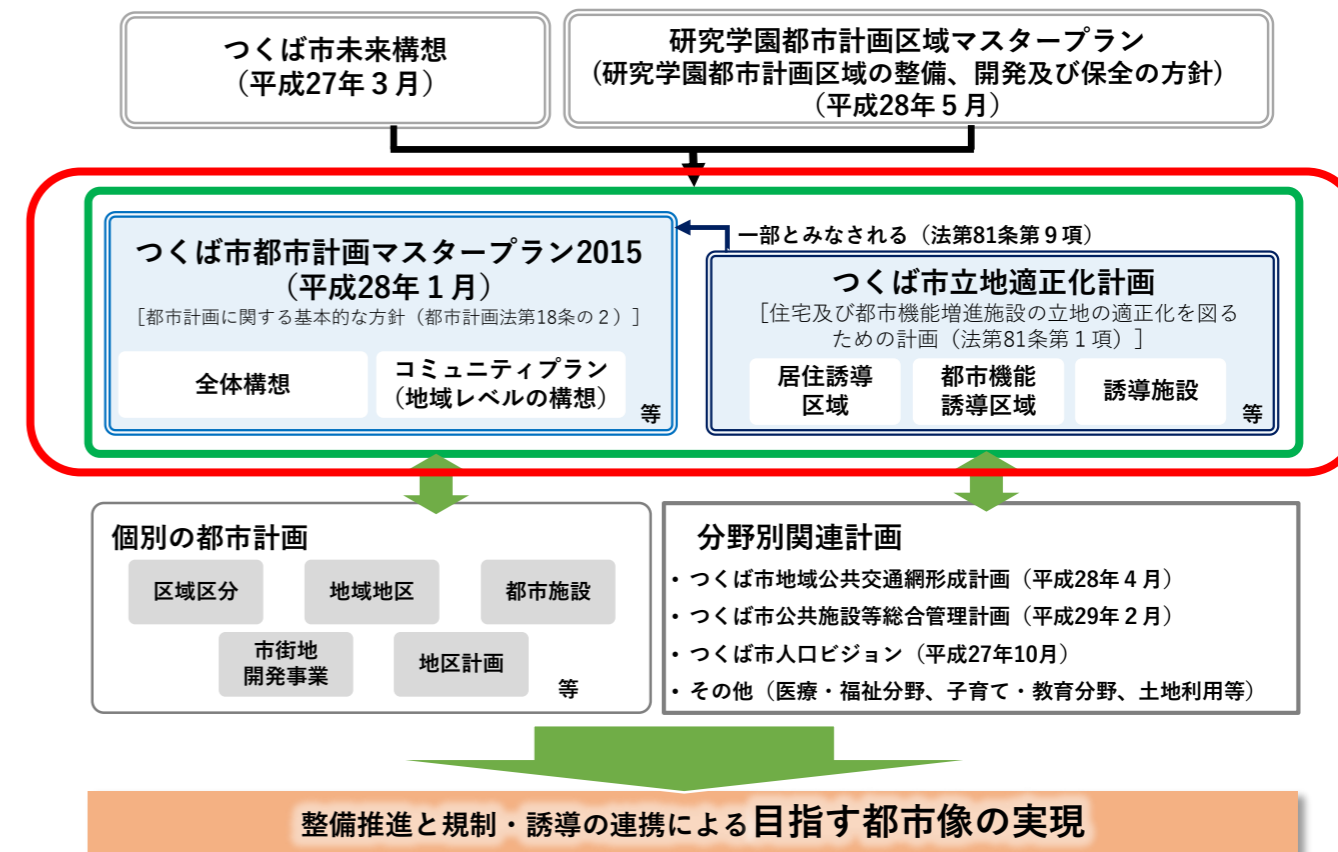 つくば市未来構想
（平成27年３月）
研究学園都市計画区域マスタープラン
(研究学園都市計画区域の整備、開発及び保全の方針)
（平成28年５月）
つくば市都市計画マスタープラン2015
（平成28年１月）
［都市計画に関する基本的な方針（都市計画法第18条の２）］
全体構想
コミュニティプラン
（地域レベルの構想）
等
一部とみなされる（法第81条第９項）
つくば市立地適正化計画
［住宅及び都市機能増進施設の立地の適正化を図る
ための計画（法第81条第１項）］
居住誘導
区域
都市機能
誘導区域
誘導施設
等
個別の都市計画
区域区分
地域地区
都市施設
市街地
開発事業
地区計画
等
分野別関連計画
・つくば市地域公共交通網形成計画（平成28年４月）
・つくば市公共施設等総合管理計画（平成29年２月）
・つくば市人口ビジョン（平成27年10月）
・その他（医療・福祉分野、子育て・教育分野、土地利用等）
整備推進と規制・誘導の連携による目指す都市像の実現